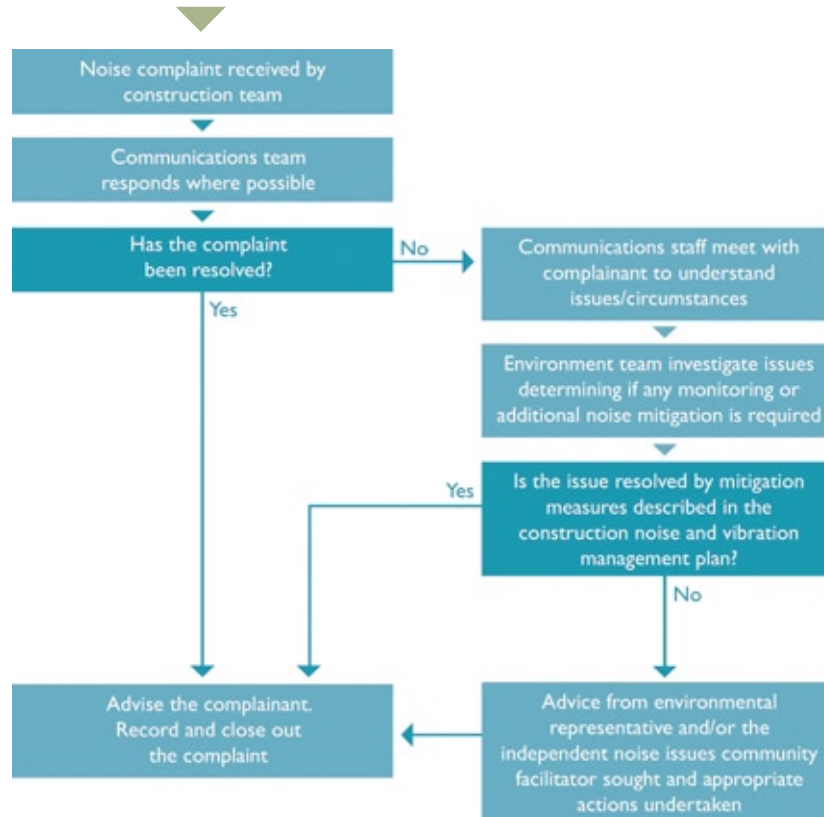 Noise complaint received by
construction team
Communications team
responds where possible
Has the complaint
been resolved?
No
Yes
Communications staff meet with
complainant to understand
issues/circumstances
Environment team investigate issues
determining if any monitoring or
additional noise mitigation is required
Is the issue resolved by mitigation
measures described in the
construction noise and vibration
management plan?
Yes
No
Advise the complainant.
Record and close out
the complaint
Advice from environmental
representative and/or the
independent noise issues community
facilitator sought and appropriate
actions undertaken